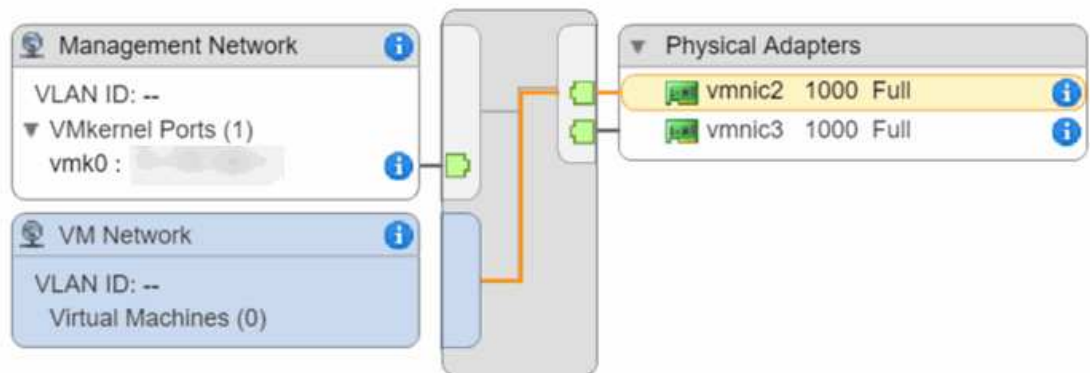 Management Network
VLAN ID: --
VMkernel Ports (1)
vmk0 :
VM Network
VLAN ID: --
Virtual Machines (0)
Physical Adapters
vmnic2 1000 Full
vmnic3 1000 Full